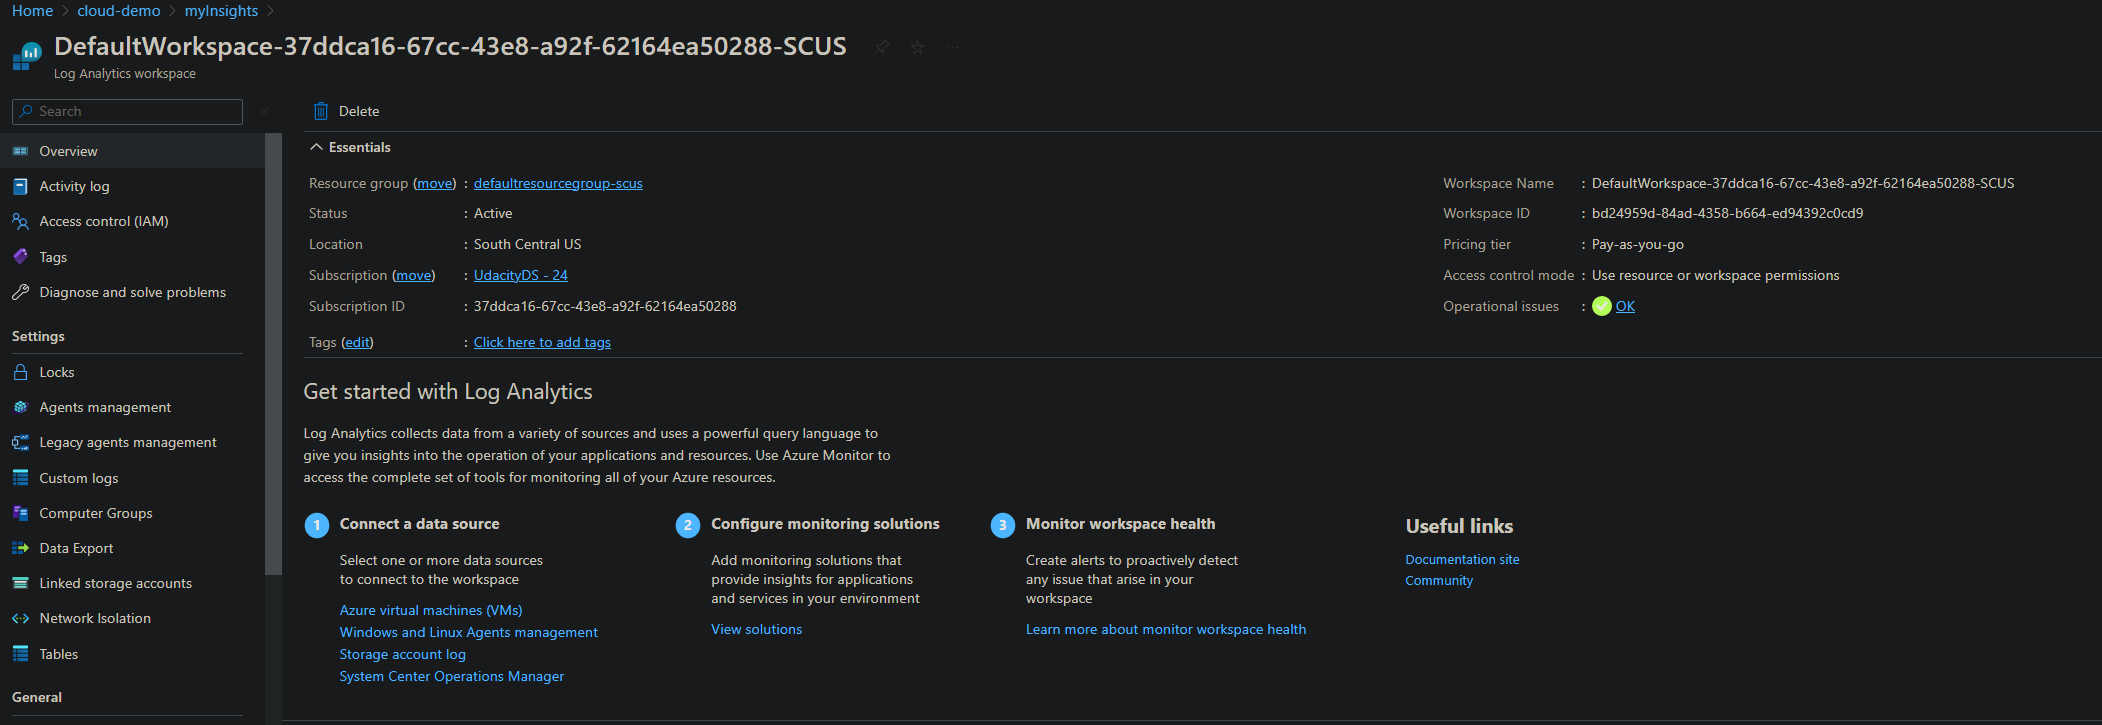 Home > cloud-demo > myInsights >
DefaultWorkspace-37ddca16-67cc-43e8-a92f-62164ea50288-SCUS
Log Analytics workspace
Search
Overview
Activity log
Access control (IAM)
Tags
Diagnose and solve problems
Settings
Locks
Agents management
Legacy agents management
Custom logs
Computer Groups
Data Export
Linked storage accounts
Network Isolation
Tables
General
Delete
Essentials
Resource group (move) : defaultresourcegroup-scus
Status : Active
Location : South Central US
Subscription (move) : UdacityDS - 24
Subscription ID : 37ddca16-67cc-43e8-a92f-62164ea50288
Tags (edit) : Click here to add tags
Workspace Name : DefaultWorkspace-37ddca16-67cc-43e8-a92f-62164ea50288-SCUS
Workspace ID : bd24959d-84ad-4358-b664-ed94392c0cd9
Pricing tier : Pay-as-you-go
Access control mode : Use resource or workspace permissions
Operational issues : OK
Get started with Log Analytics
Log Analytics collects data from a variety of sources and uses a powerful query language to
give you insights into the operation of your applications and resources. Use Azure Monitor to
access the complete set of tools for monitoring all of your Azure resources.
1 Connect a data source
Select one or more data sources
to connect to the workspace
Azure virtual machines (VMs)
Windows and Linux Agents management
Storage account log
System Center Operations Manager
2 Configure monitoring solutions
Add monitoring solutions that
provide insights for applications
and services in your environment
View solutions
3 Monitor workspace health
Create alerts to proactively detect
any issue that arise in your
workspace
Learn more about monitor workspace health
Useful links
Documentation site
Community